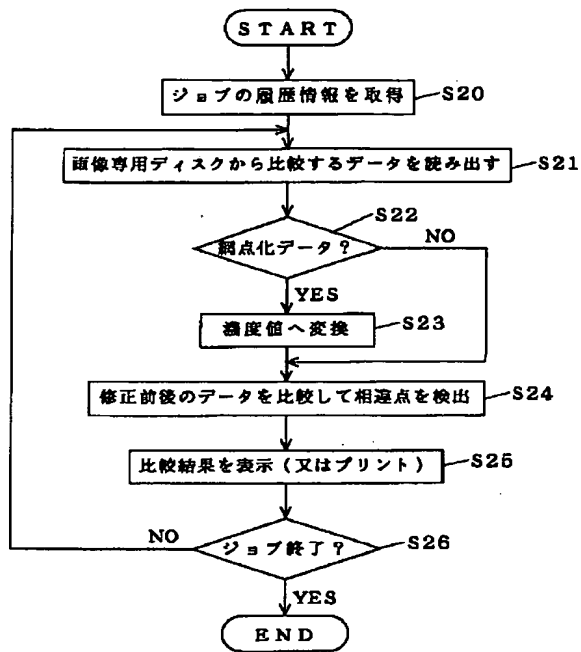 START
ジョブの履歴情報を取得
S20
画像専用ディスクから比較するデータを読み出す
S21
S22
網点化データ?
NO
YES
濃度値へ変換
S23
修正前後のデータを比較して相違点を検出
S24
比較結果を表示(又はプリント)
S25
NO
ジョブ終了?
S26
YES
END